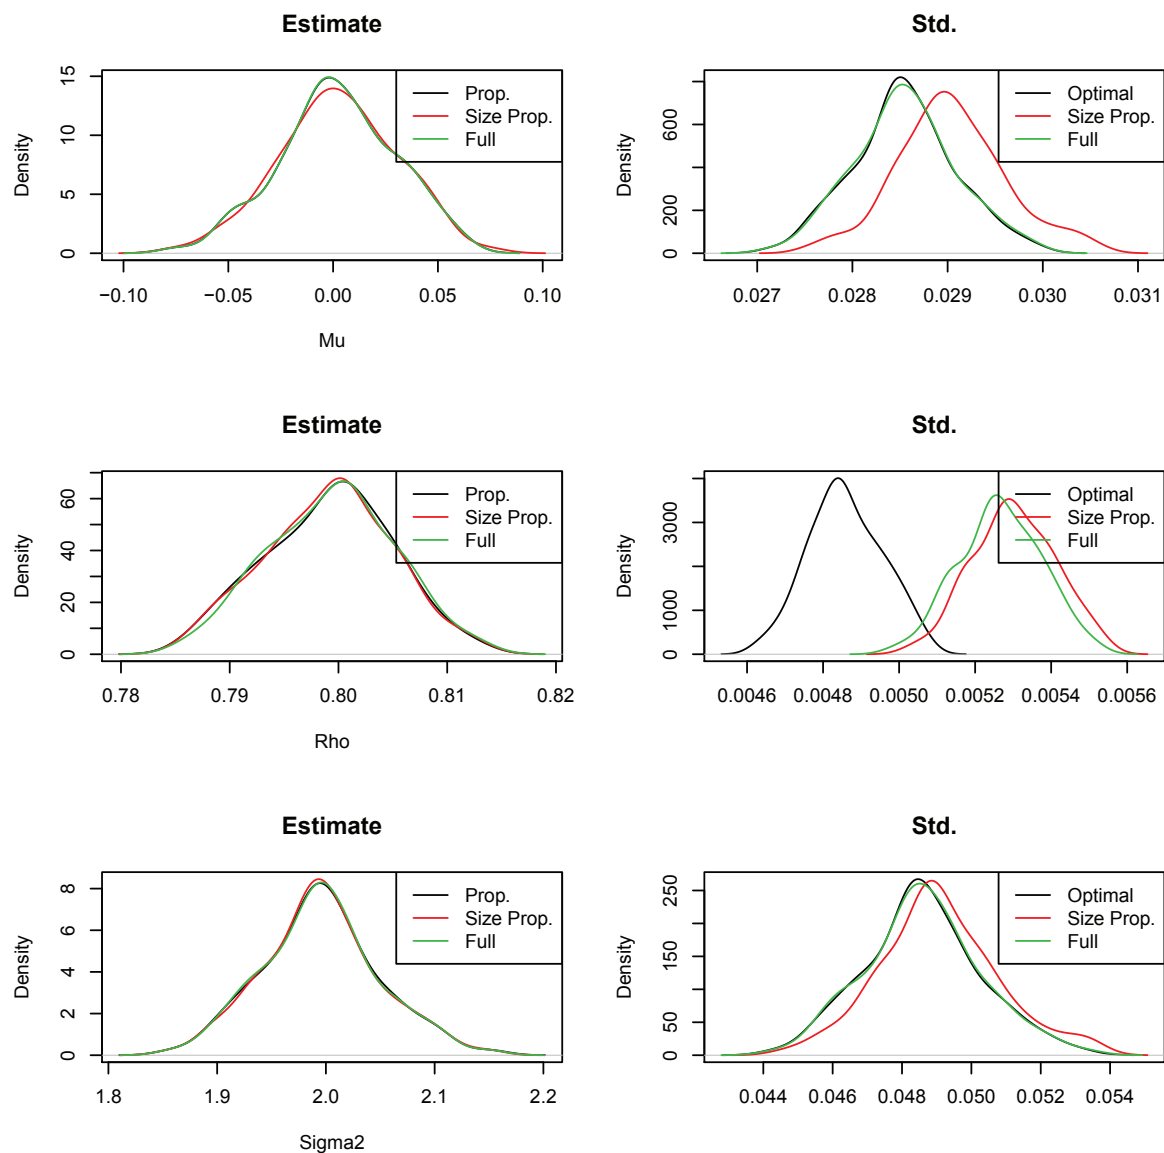 Estimate
Density
0 5 10 15
Prop.
Size Prop.
Full
−0.10 −0.05 0.00 0.05 0.10
Mu
Std.
Density
0 200 600
Optimal
Size Prop.
Full
0.027 0.028 0.029 0.030 0.031
Estimate
Density
0 20 40 60
Prop.
Size Prop.
Full
0.78 0.79 0.80 0.81 0.82
Rho
Std.
Density
0 1000 3000
Optimal
Size Prop.
Full
0.0046 0.0048 0.0050 0.0052 0.0054 0.0056
Estimate
Density
0 2 4 6 8
Prop.
Size Prop.
Full
1.8 1.9 2.0 2.1 2.2
Sigma2
Std.
Density
0 50 150 250
Optimal
Size Prop.
Full
0.044 0.046 0.048 0.050 0.052 0.054